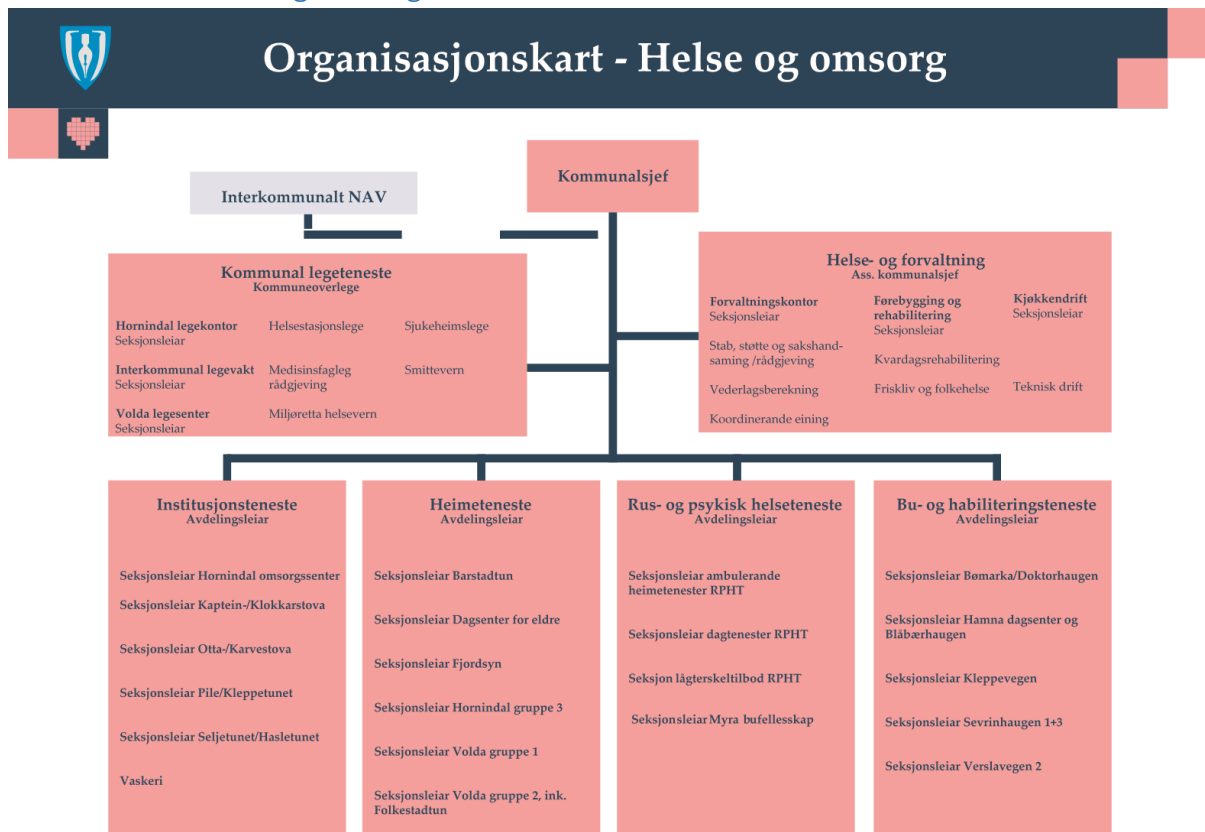 Organisasjonskart - Helse og omsorg
Kommunalsjef
Interkommunalt NAV
Kommunal legeteneste
Kommuneoverlege
Hornindal legekontor
Seksjonsleiar
Interkommunal legevakt
Seksjonsleiar
Volda legesenter
Seksjonsleiar
Helsestasjonslege
Medisinsfagleg
rådgjeving
Miljøretta helsevern
Sjukeheimslege
Smittevern
Helse- og forvaltning
Ass. kommunalsjef
Forvaltningskontor
Seksjonsleiar
Stab, støtte og sakshand-
saming /rådgjeving
Vederlagsberekning
Koordinerande eining
Førebygging og
rehabilitering
Seksjonsleiar
Kvardagsrehabilitering
Friskliv og folkehelse
Kjøkkendrift
Seksjonsleiar
Teknisk drift
Institusjonsteneste
Avdelingsleiar
Seksjonsleiar Hornindal omsorgssenter
Seksjonsleiar Kaptein-/Klokkarstova
Seksjonsleiar Otta-/Karvestova
Seksjonsleiar Pile/Kleppetunet
Seksjonsleiar Seljetunet/Hasletunet
Vaskeri
Heimeteneste
Avdelingsleiar
Seksjonsleiar Barstadtun
Seksjonsleiar Dagsenter for eldre
Seksjonsleiar Fjordsyn
Seksjonsleiar Hornindal gruppe 3
Seksjonsleiar Volda gruppe 1
Seksjonsleiar Volda gruppe 2, ink.
Folkestadtun
Rus- og psykisk helseteneste
Avdelingsleiar
Seksjonsleiar ambulerande
heimetenester RPHT
Seksjonsleiar dagtenester RPHT
Seksjon lågterskeltilbod RPHT
Seksjonsleiar Myra bufellesskap
Bu- og habiliteringsteneste
Avdelingsleiar
Seksjonsleiar Bømarka/Doktorhaugen
Seksjonsleiar Hamna dagsenter og
Blåbærhaugen
Seksjonsleiar Kleppevegen
Seksjonsleiar Sevrinhaugen 1+3
Seksjonsleiar Verslavegen 2